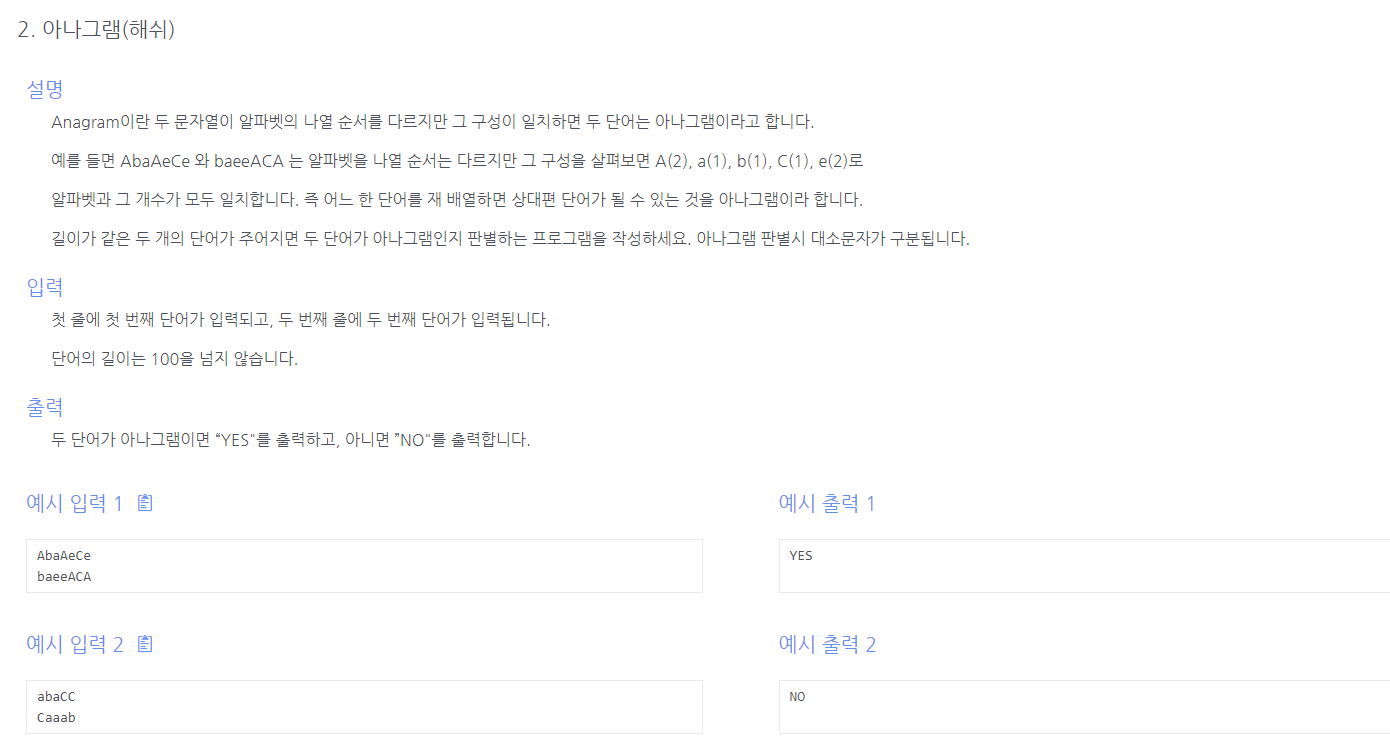 2. 아나그램(해쉬)
설명
Anagram이란 두 문자열이 알파벳의 나열 순서를 다르지만 그 구성이 일치하면 두 단어는 아나그램이라고 합니다.
예를 들면 AbaAeCe 와 baeeACA 는 알파벳을 나열 순서는 다르지만 그 구성을 살펴보면 A(2), a(1), b(1), C(1), e(2)로
알파벳과 그 개수가 모두 일치합니다. 즉 어느 한 단어를 재 배열하면 상대편 단어가 될 수 있는 것을 아나그램이라 합니다.
길이가 같은 두 개의 단어가 주어지면 두 단어가 아나그램인지 판별하는 프로그램을 작성하세요. 아나그램 판별시 대소문자가 구분됩니다.
입력
첫 줄에 첫 번째 단어가 입력되고, 두 번째 줄에 두 번째 단어가 입력됩니다.
단어의 길이는 100을 넘지 않습니다.
출력
두 단어가 아나그램이면 “YES"를 출력하고, 아니면 ”NO"를 출력합니다.
예시 입력 1
AbaAeCe
baeeACA
예시 출력 1
YES
예시 입력 2
abaCC
Caaab
예시 출력 2
NO